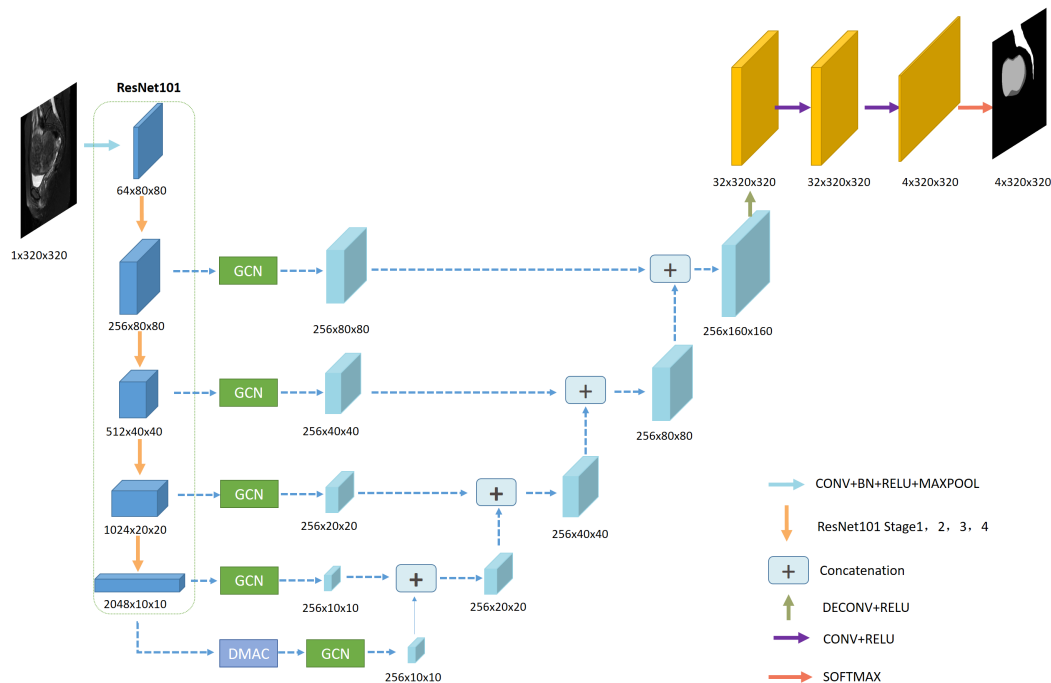 ResNet101
1x320x320
64x80x80
32x320x320
32x320x320
4x320x320
4x320x320
256x80x80
GCN
256x80x80
+
256x160x160
512x40x40
GCN
256x40x40
+
256x80x80
1024x20x20
GCN
256x20x20
+
256x40x40
2048x10x10
GCN
256x10x10
+
256x20x20
DMAC
GCN
256x10x10
CONV+BN+RELU+MAXPOOL
ResNet101 Stage1，2，3，4
+ Concatenation
DECONV+RELU
CONV+RELU
SOFTMAX